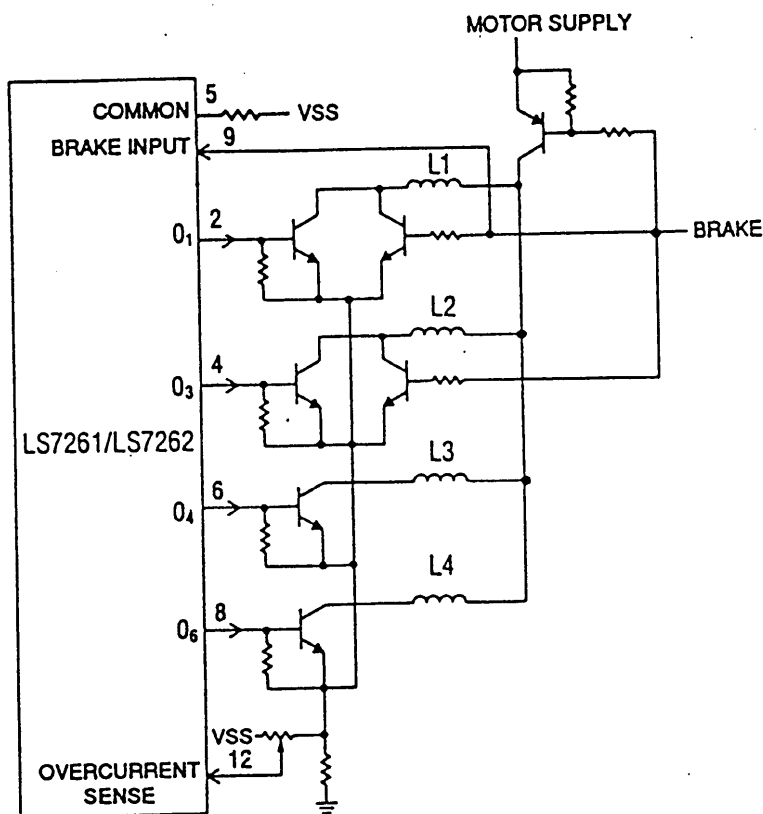 MOTOR SUPPLY
COMMON
5
VSS
BRAKE INPUT
9
L1
O1
2
BRAKE
L2
O3
4
LS7261/LS7262
L3
O4
6
L4
O6
8
VSS
12
OVERCURRENT
SENSE